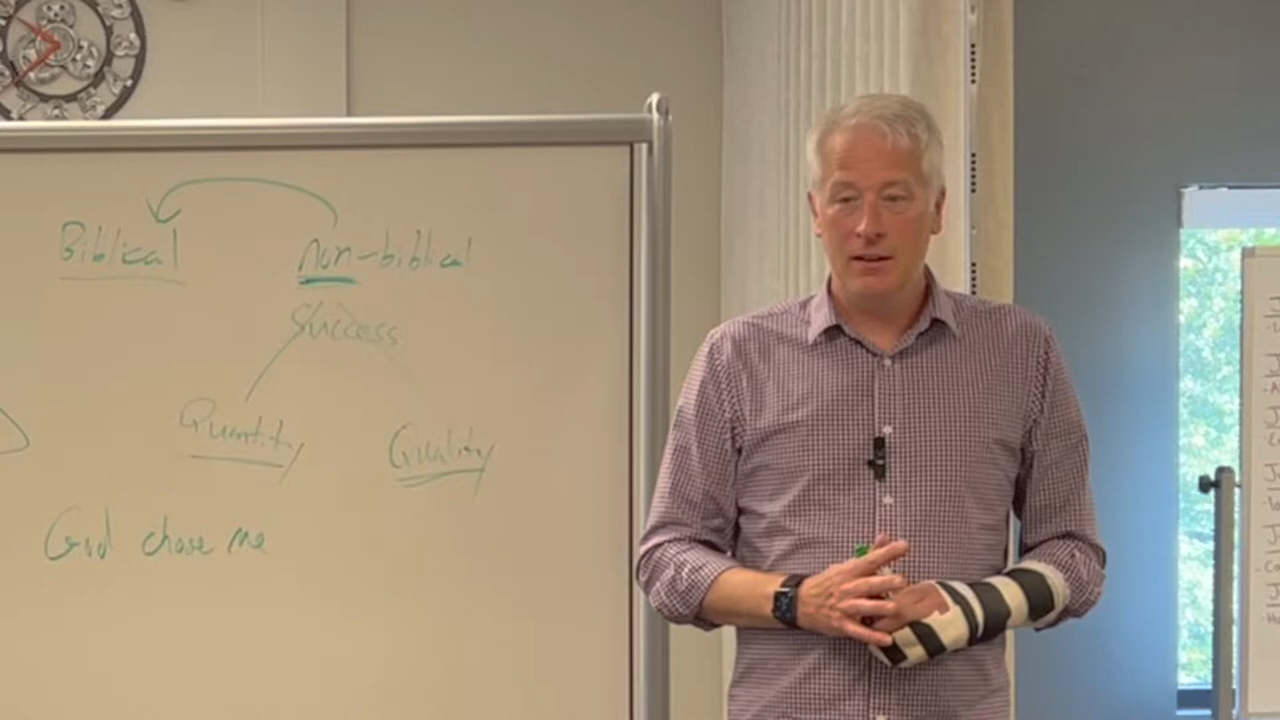 Biblical non-biblical
Success
Quantity Quality
God chose me